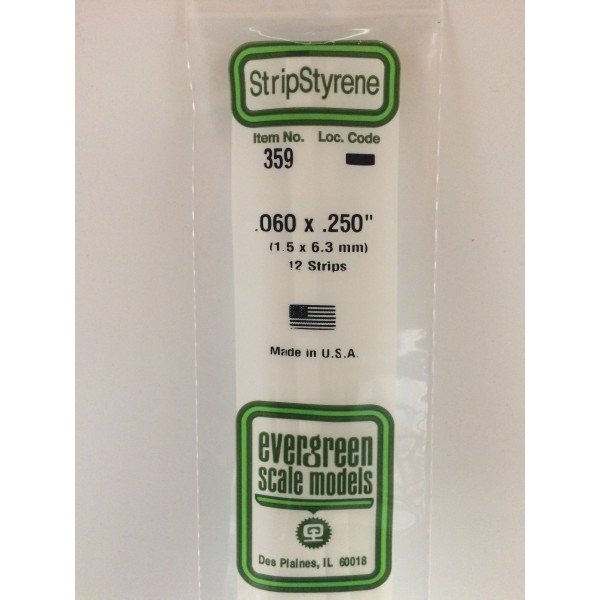 StripStyrene
Item No. Loc. Code
359
.060 x .250"
(1.5 x 6.3 mm)
12 Strips
Made in U.S.A.
evergreen
scale models
Des Plaines, IL 60018